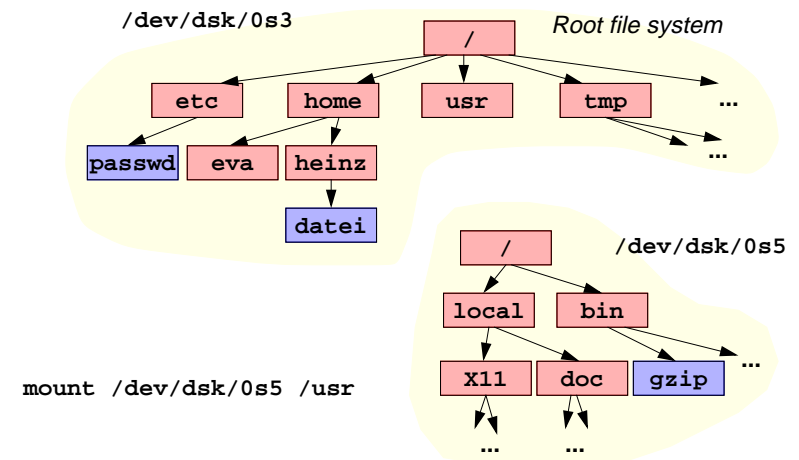 /dev/dsk/0s3
Root file system
/
etc home usr tmp ...
passwd eva heinz ...
datei
/ /dev/dsk/0s5
local bin
X11 doc gzip ...
mount /dev/dsk/0s5 /usr
... ...